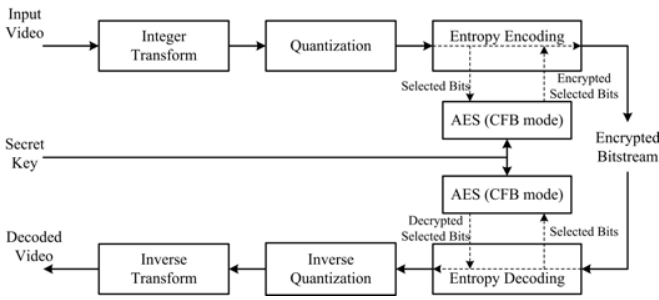 Input
Video
Integer
Transform
Quantization
Entropy Encoding
Selected Bits
Encrypted
Selected Bits
AES (CFB mode)
Secret
Key
Encrypted
Bitstream
AES (CFB mode)
Decrypted
Selected Bits
Selected Bits
Decoded
Video
Inverse
Transform
Inverse
Quantization
Entropy Decoding